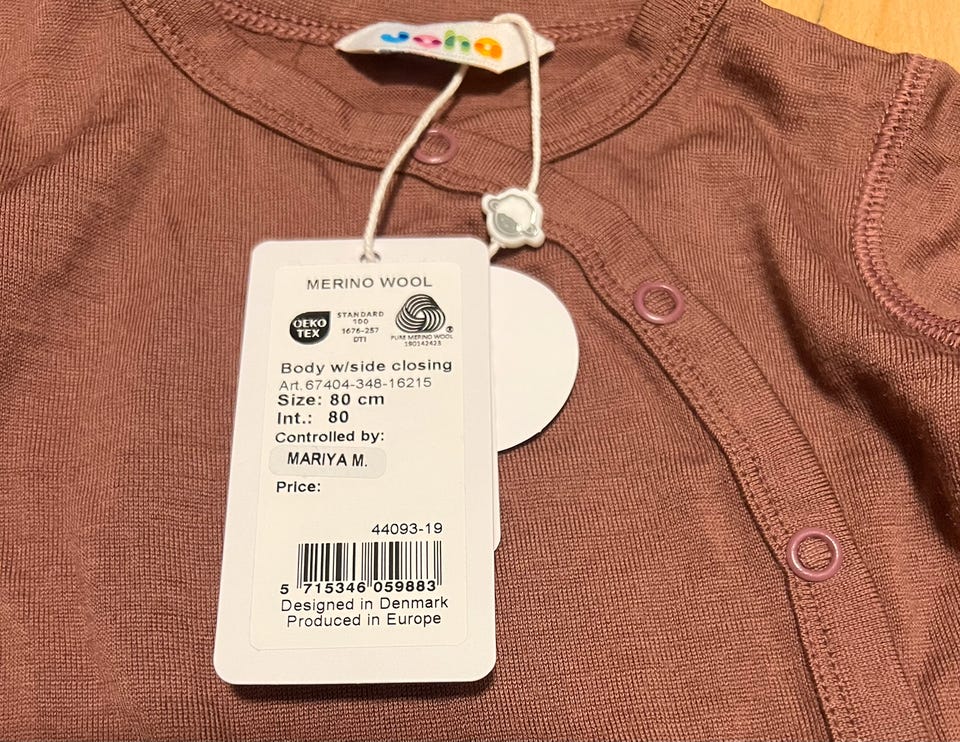 Joha
MERINO WOOL
OEKO
TEX
STANDARD
100
1676-257
DTI
PURE MERINO WOOL
190142423
Body w/side closing
Art.67404-348-16215
Size: 80 cm
Int.: 80
Controlled by:
MARIYA M.
Price:
44093-19
5 715346 059883
Designed in Denmark
Produced in Europe